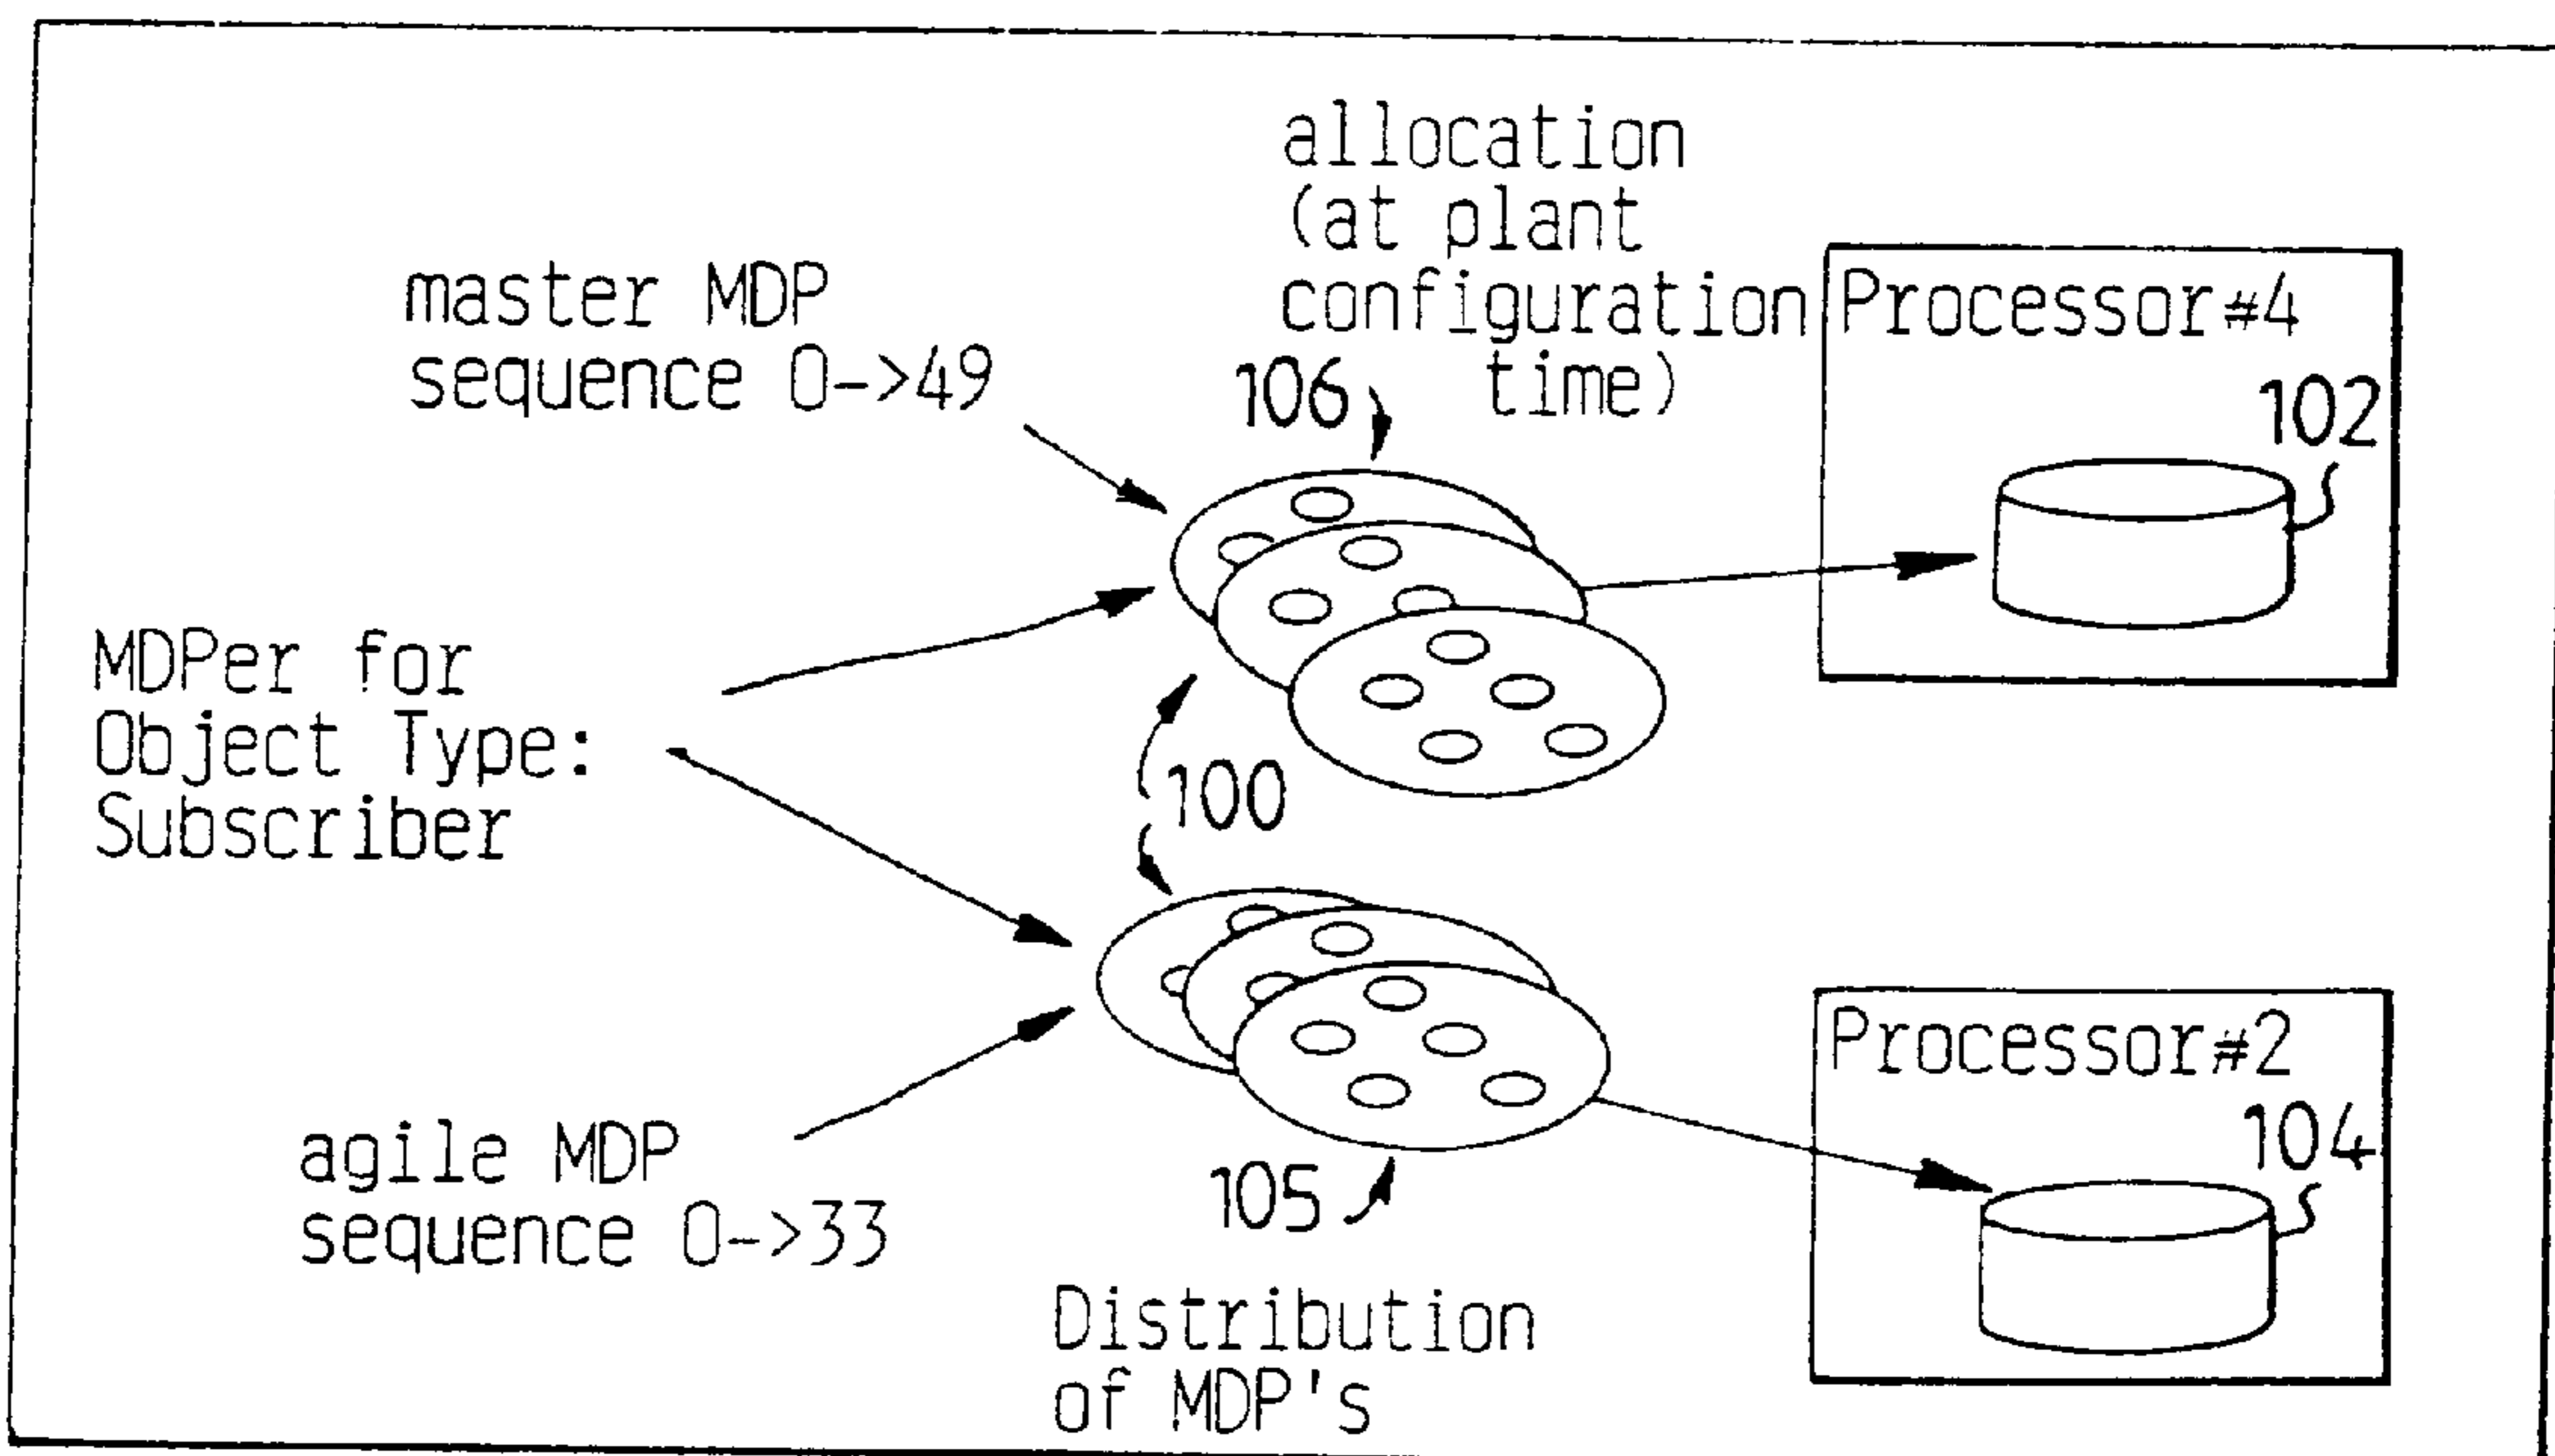 allocation
(at plant
configuration
time)
master MDP
sequence 0->49
106
Processor#4
102
MDPer for
Object Type:
Subscriber
100
agile MDP
sequence 0->33
105
Processor#2
104
Distribution
of MDP's